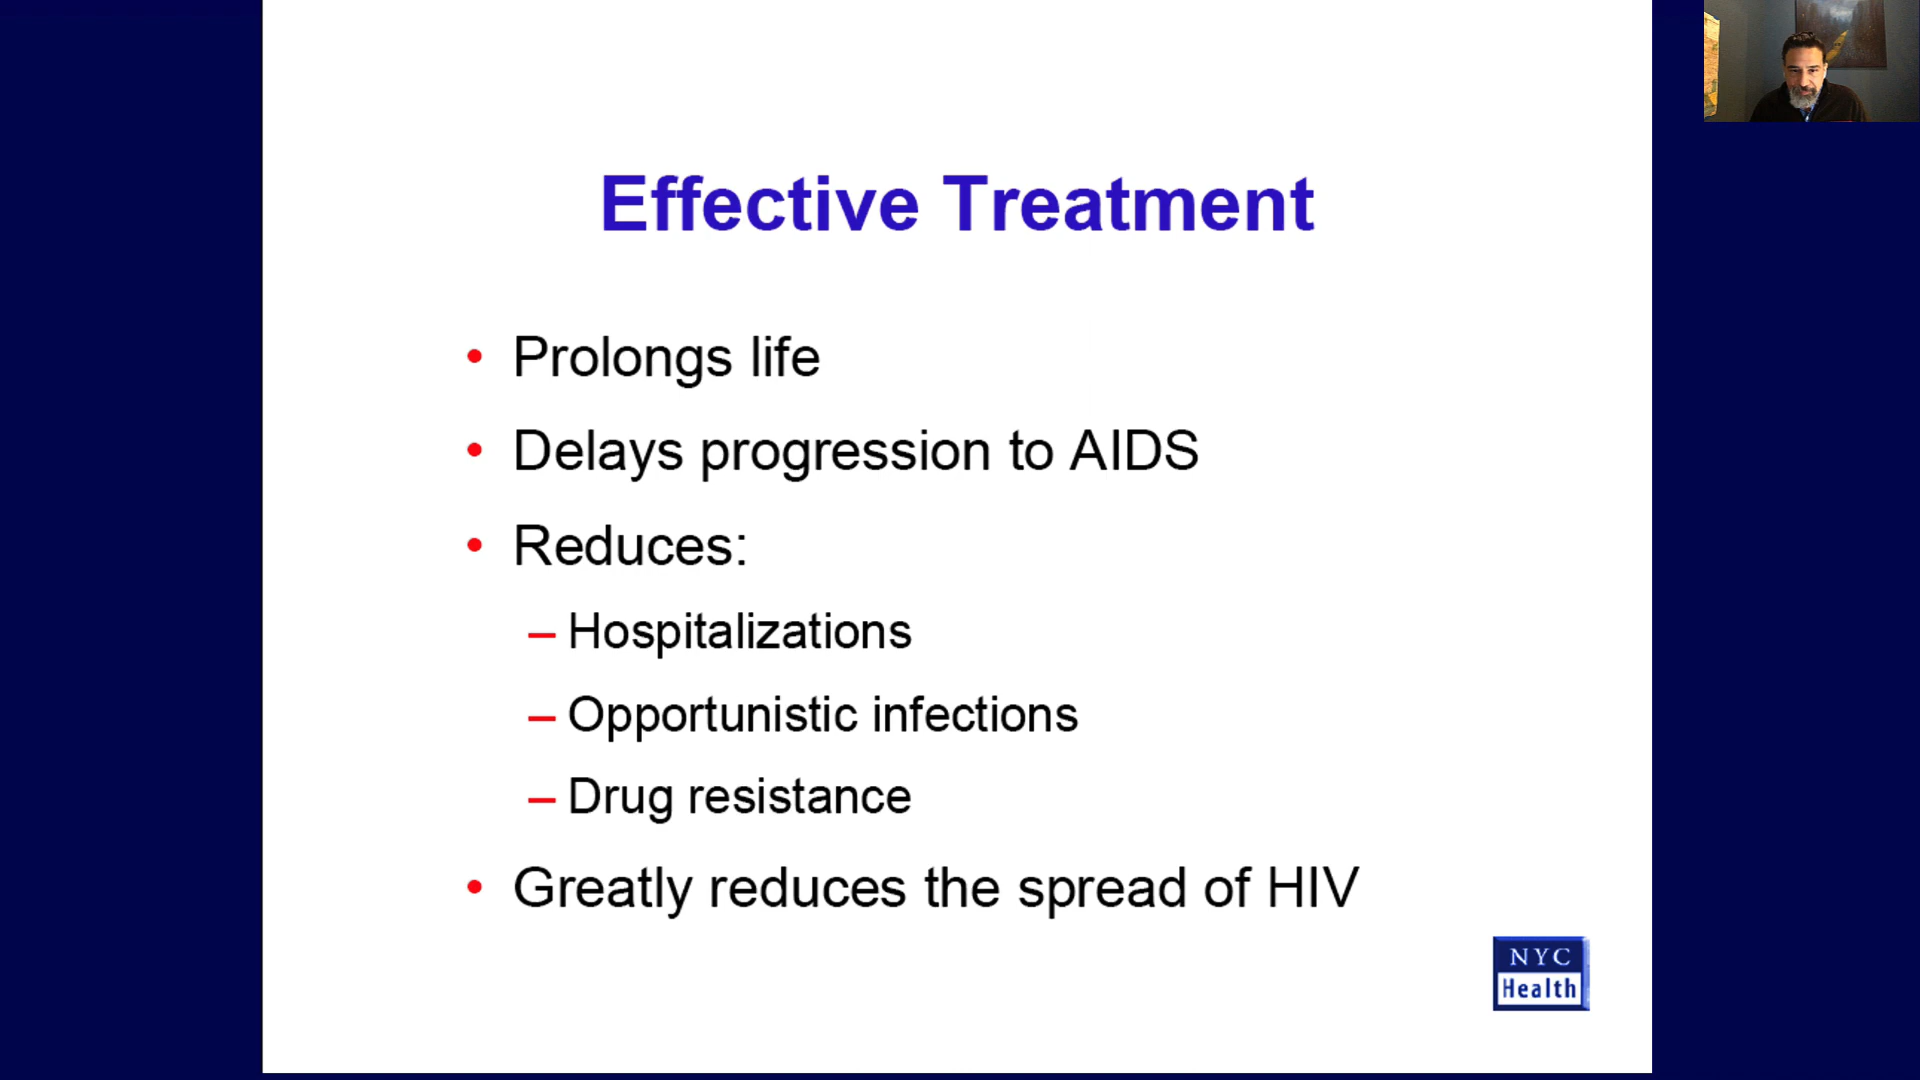 Effective Treatment
• Prolongs life
• Delays progression to AIDS
• Reduces:
– Hospitalizations
– Opportunistic infections
– Drug resistance
• Greatly reduces the spread of HIV
NYC
Health